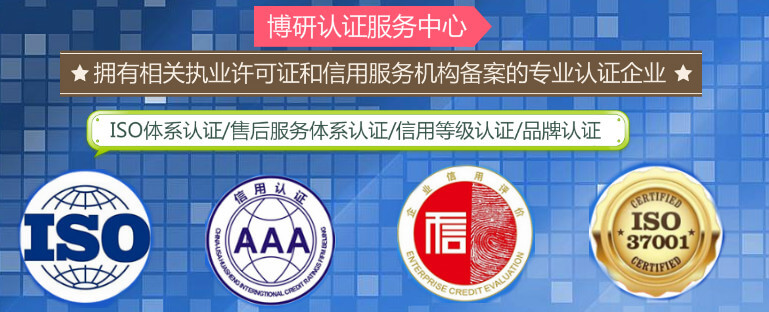 博研认证服务中心
拥有相关执业许可证和信用服务机构备案的专业认证企业
ISO体系认证/售后服务体系认证/信用等级认证/品牌认证
ISO
信用认证
AAA
企业信用评价
信
ENTERPRISE CREDIT EVALUATION
CERTIFIED
ISO
37001
CERTIFIED